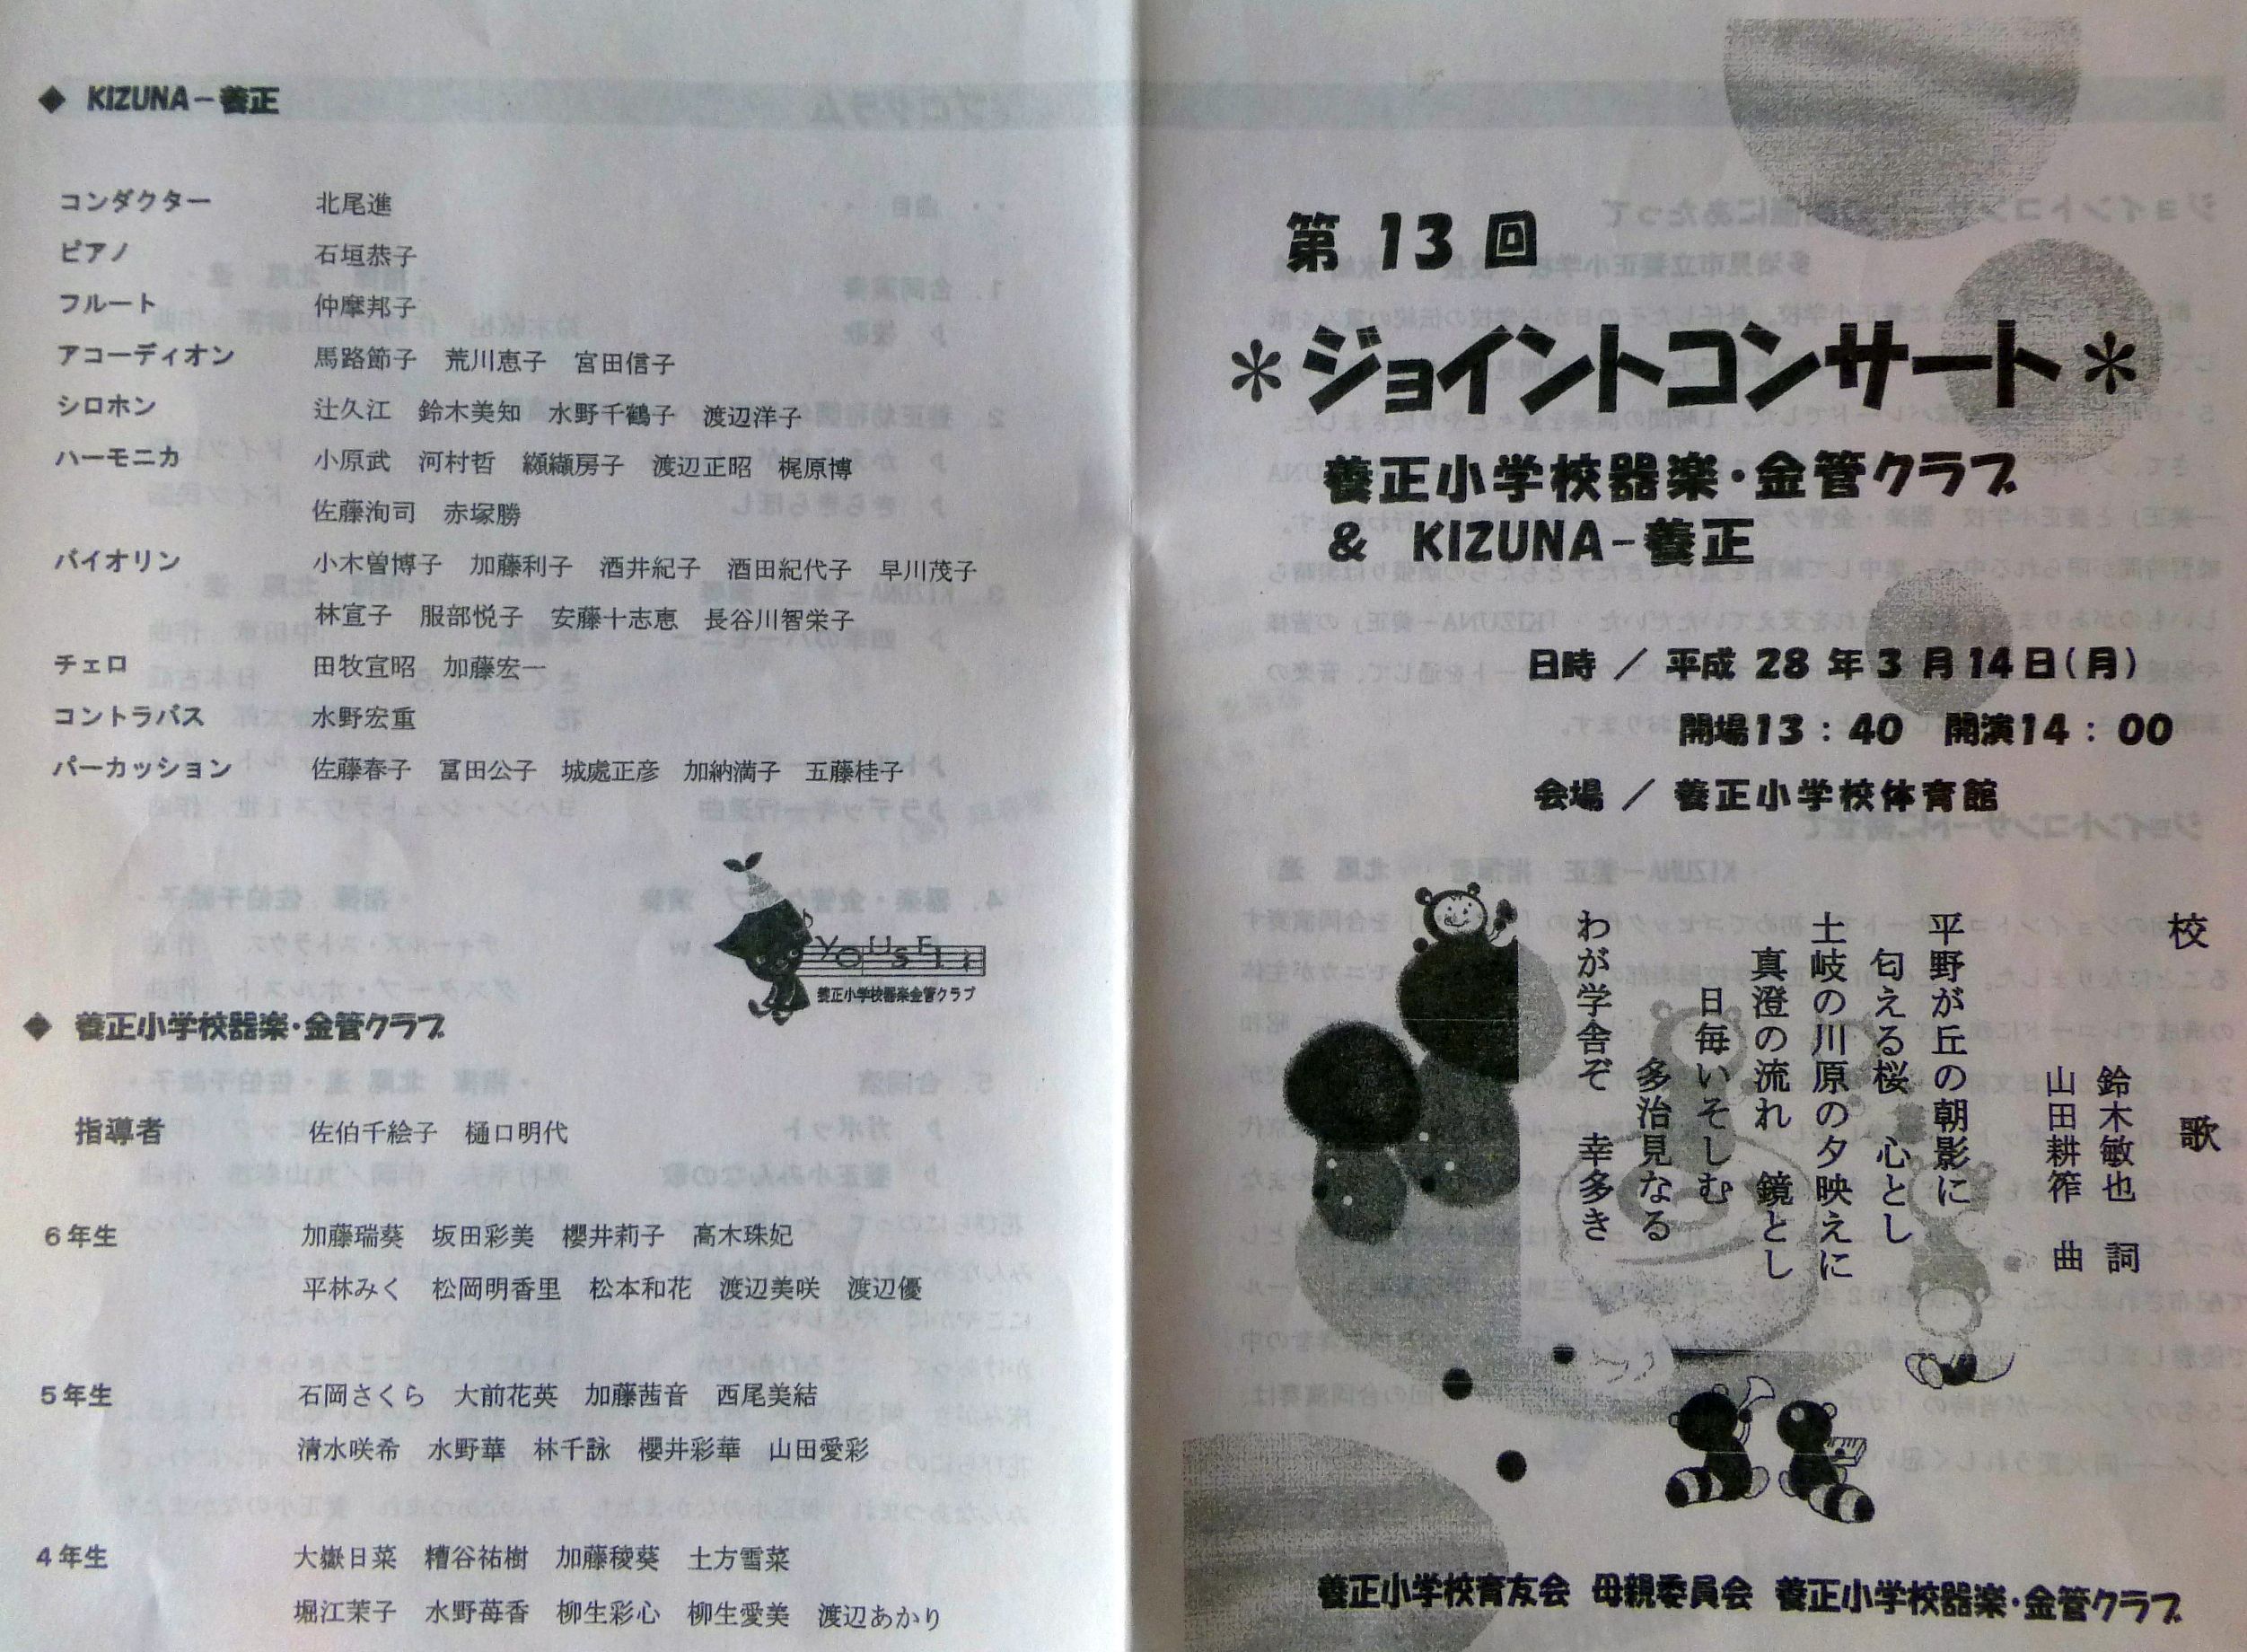 ◆ KIZUNA－養正
コンダクター 北尾進
ピアノ 石垣恭子
フルート 仲摩邦子
アコーディオン 馬路節子 荒川恵子 宮田信子
シロホン 辻久江 鈴木美知 水野千鶴子 渡辺洋子
ハーモニカ 小原武 河村哲 纐纈房子 渡辺正昭 梶原博
佐藤洵司 赤塚勝
バイオリン 小木曽博子 加藤利子 酒井紀子 酒田紀代子 早川茂子
林宣子 服部悦子 安藤十志恵 長谷川智栄子
チェロ 田牧宣昭 加藤宏一
コントラバス 水野宏重
パーカッション 佐藤春子 冨田公子 城處正彦 加納満子 五藤桂子
YOUSEI
養正小学校器楽金管クラブ
◆ 養正小学校器楽・金管クラブ
指導者 佐伯千絵子 樋口明代
6年生 加藤瑞葵 坂田彩美 櫻井莉子 高木珠妃
平林みく 松岡明香里 松本和花 渡辺美咲 渡辺優
5年生 石岡さくら 大前花英 加藤茜音 西尾美結
清水咲希 水野華 林千詠 櫻井彩華 山田愛彩
4年生 大嶽日菜 糟谷祐樹 加藤稜葵 土方雪菜
堀江茉子 水野苺香 柳生彩心 柳生愛美 渡辺あかり
第13回
＊ジョイントコンサート＊
養正小学校器楽・金管クラブ
& KIZUNA－養正
日時 ／ 平成 28 年 3 月 14 日（月）
開場13：40 開演14：00
会場 ／ 養正小学校体育館
校 歌
鈴木敏也 詞
山田耕筰 曲
平野が丘の朝影に
匂える桜 心とし
土岐の川原の夕映えに
真澄の流れ 鏡とし
日毎いそしむ
多治見なる
わが学舎ぞ 幸多き
養正小学校育友会 母親委員会 養正小学校器楽・金管クラブ